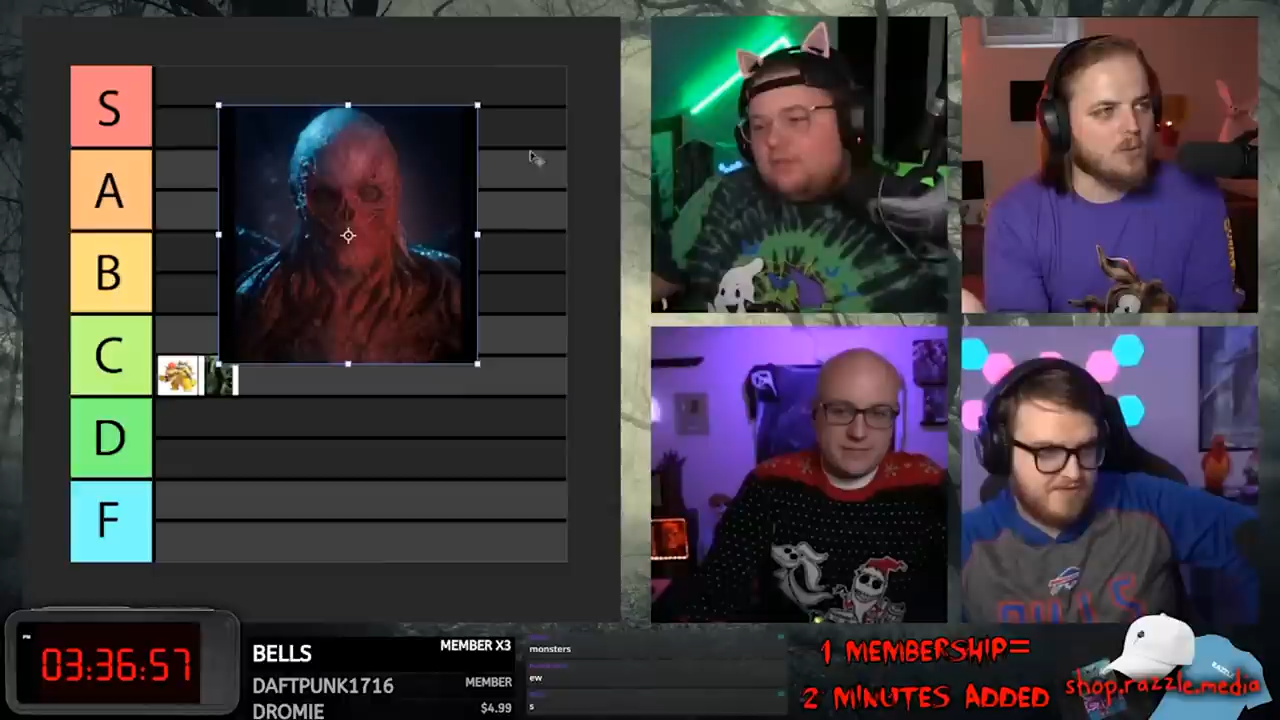 S
A
B
C
D
F
BILLS
PM
03:36:57
BELLS
MEMBER X3
DAFTPUNK1716
MEMBER
DROMIE
$4.99
monsters
ew
s
1 MEMBERSHIP=
2 MINUTES ADDED
shop.razzle.media